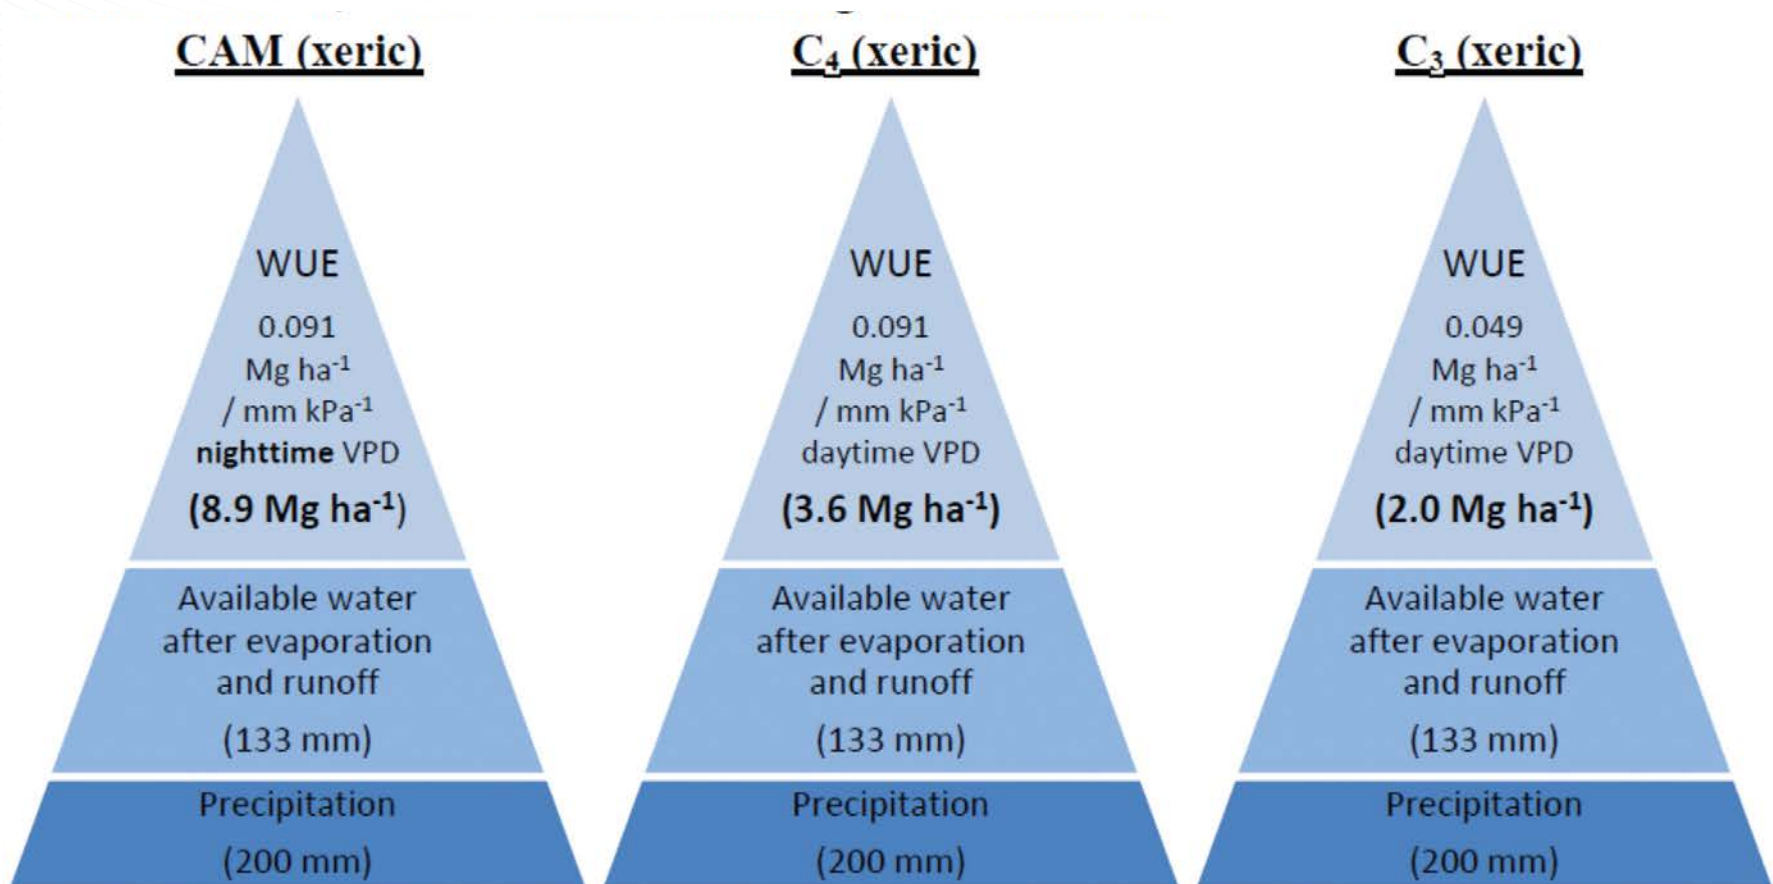 CAM (xeric)
WUE
0.091
Mg ha⁻¹
/ mm kPa⁻¹
nighttime VPD
(8.9 Mg ha⁻¹)
Available water
after evaporation
and runoff
(133 mm)
Precipitation
(200 mm)
C₄ (xeric)
WUE
0.091
Mg ha⁻¹
/ mm kPa⁻¹
daytime VPD
(3.6 Mg ha⁻¹)
Available water
after evaporation
and runoff
(133 mm)
Precipitation
(200 mm)
C₃ (xeric)
WUE
0.049
Mg ha⁻¹
/ mm kPa⁻¹
daytime VPD
(2.0 Mg ha⁻¹)
Available water
after evaporation
and runoff
(133 mm)
Precipitation
(200 mm)